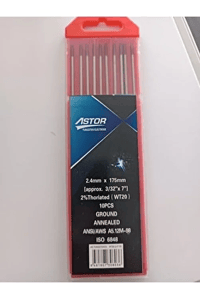 ASTOR
2.4mm x 175mm
[approx. 3/32"x 7"]
2%Thoriated (WT20)
10PCS
GROUND
ANNEALED
ANSI/AWS A5.12M-98
ISO 6848